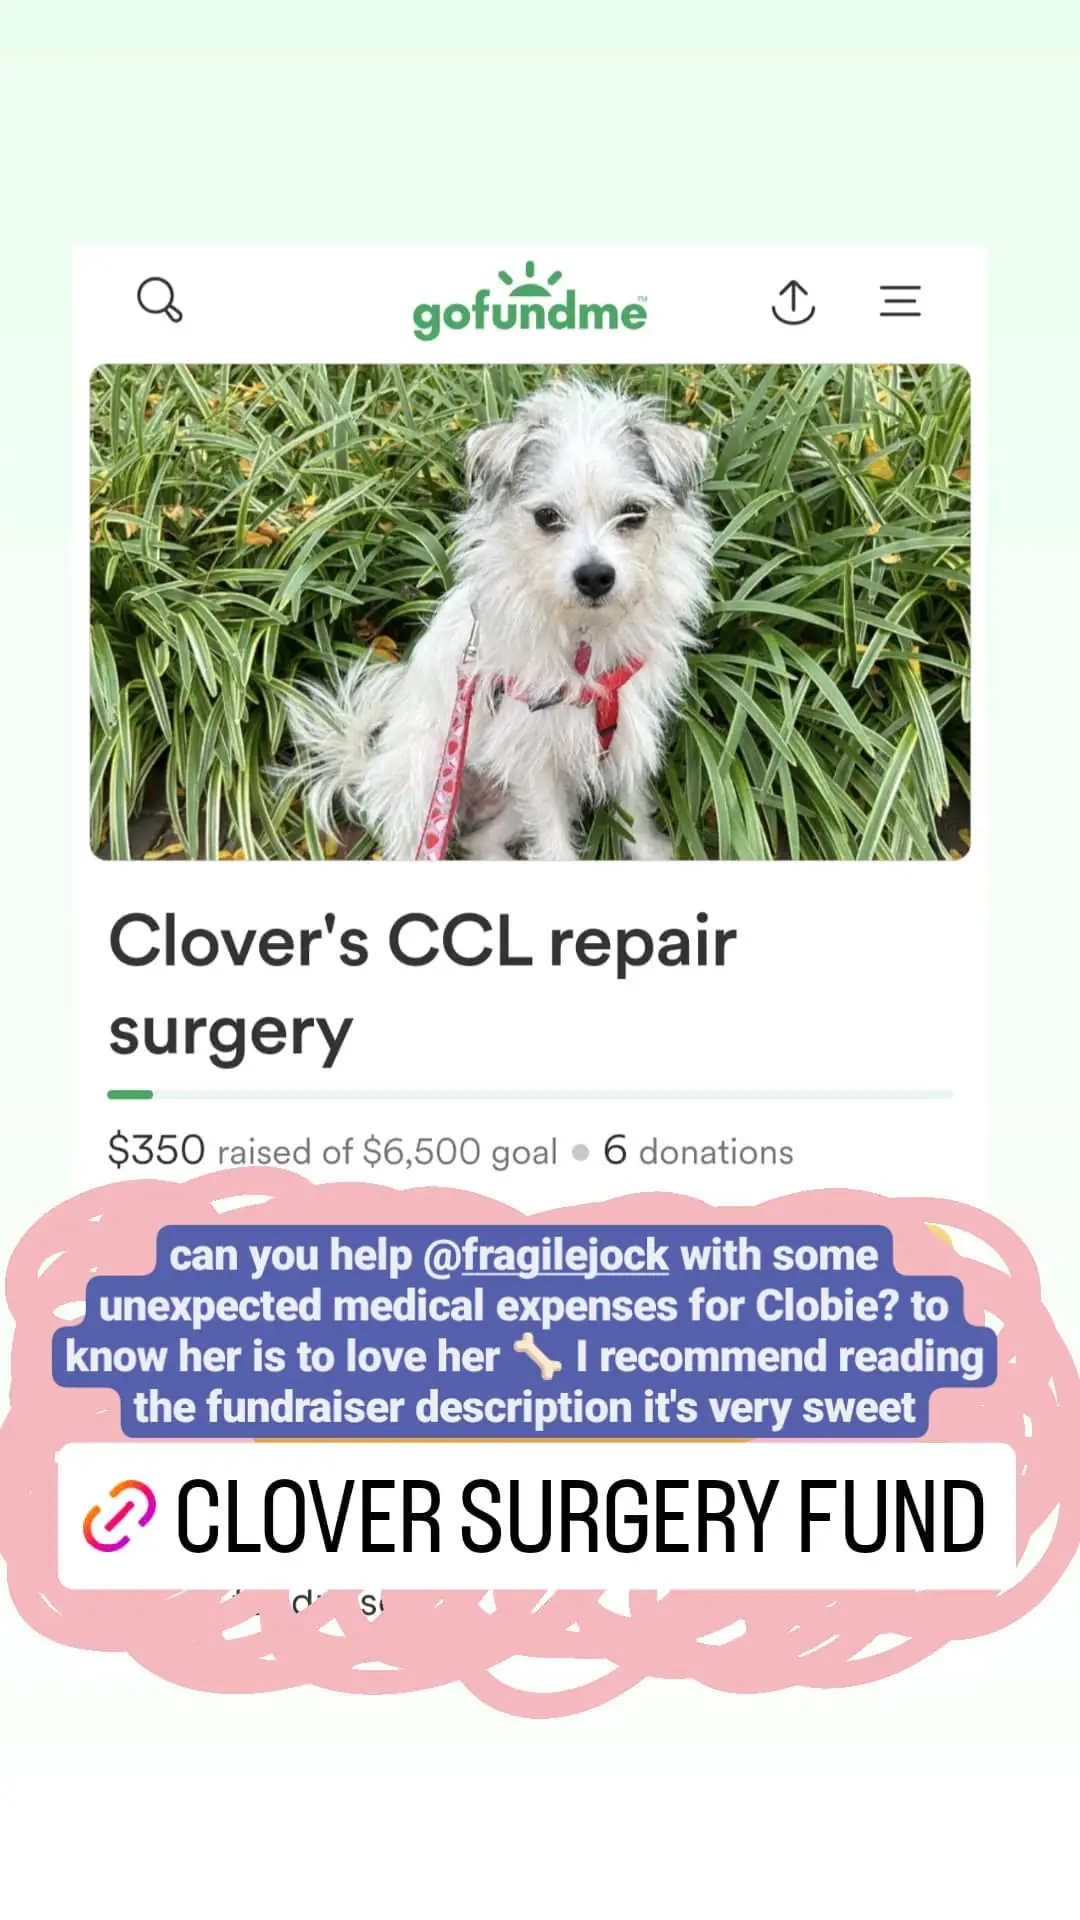 gofundme™
Clover's CCL repair
surgery
$350 raised of $6,500 goal • 6 donations
can you help @fragilejock with some
unexpected medical expenses for Clobie? to
know her is to love her 🦴 I recommend reading
the fundraiser description it's very sweet
CLOVER SURGERY FUND